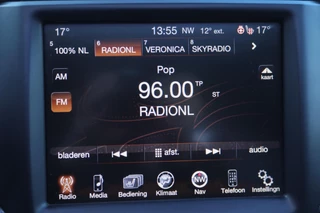 17° 13:55 NW 12° ext. 17°
5 100% NL 6 RADIONL 7 VERONICA 8 SKYRADIO
AM Pop
96.00 TP ST kaart
FM RADIONL
bladeren afst. audio
Radio Media Bediening Klimaat Nav Telefoon Instellingn